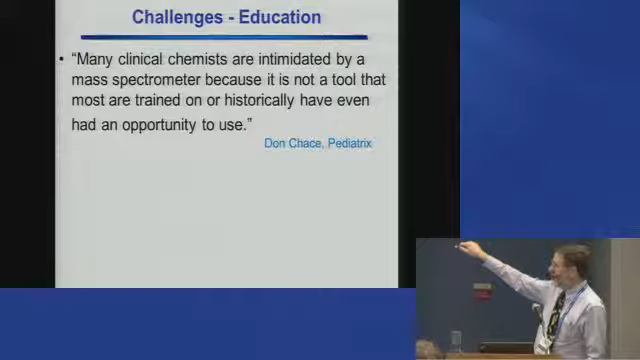 Challenges - Education
• “Many clinical chemists are intimidated by a
mass spectrometer because it is not a tool that
most are trained on or historically have even
had an opportunity to use.”
Don Chace, Pediatrix